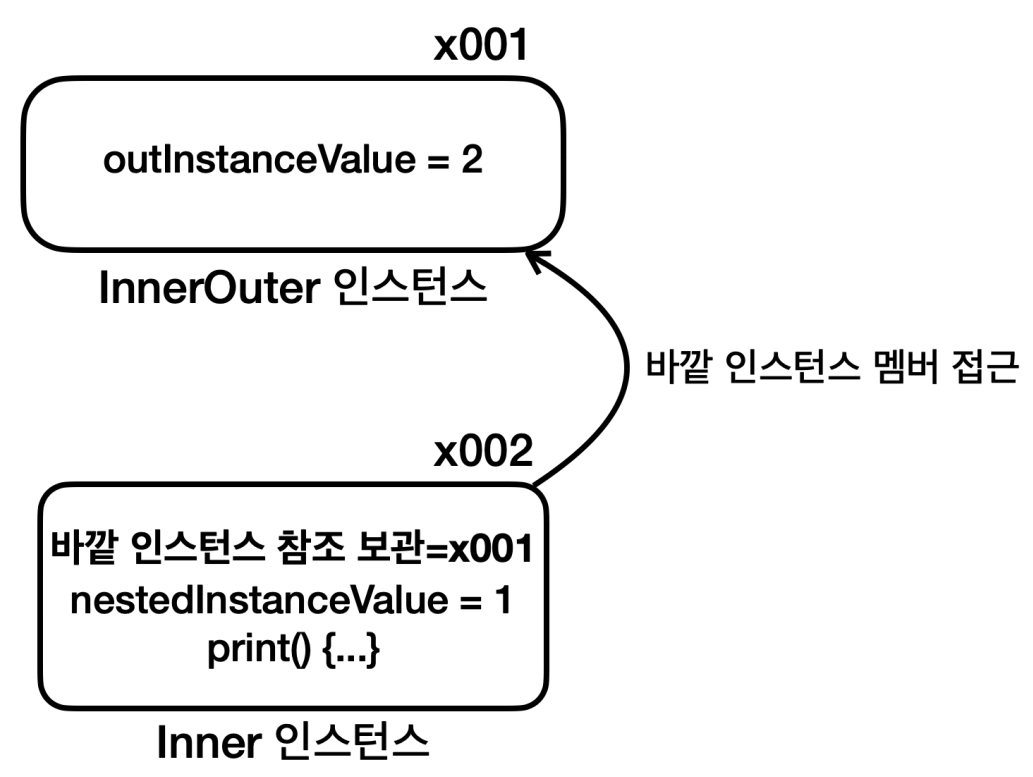 x001
outInstanceValue = 2
InnerOuter 인스턴스
바깥 인스턴스 멤버 접근
x002
바깥 인스턴스 참조 보관=x001
nestedInstanceValue = 1
print() {...}
Inner 인스턴스